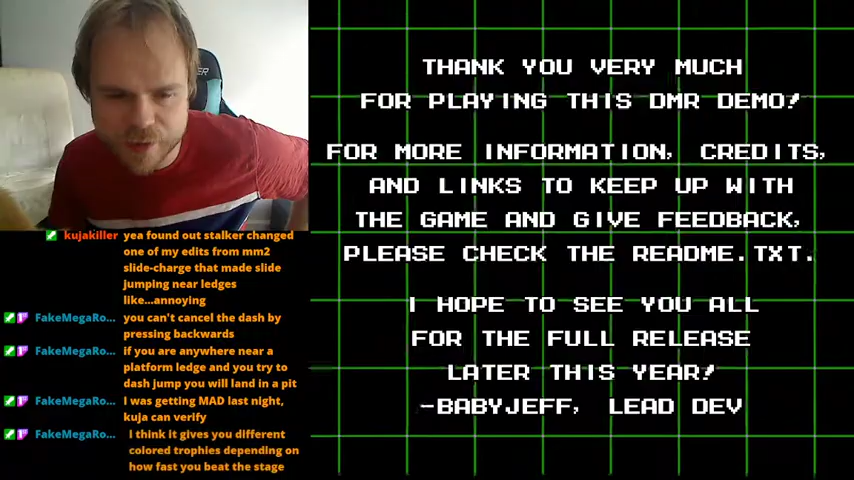 THANK YOU VERY MUCH
FOR PLAYING THIS DMR DEMO!
FOR MORE INFORMATION, CREDITS,
AND LINKS TO KEEP UP WITH
THE GAME AND GIVE FEEDBACK,
PLEASE CHECK THE README.TXT.
I HOPE TO SEE YOU ALL
FOR THE FULL RELEASE
LATER THIS YEAR!
-BABYJEFF, LEAD DEV
kujakiller yea found out stalker changed
one of my edits from mm2
slide-charge that made slide
jumping near ledges
like...annoying
FakeMegaRo... you can't cancel the dash by
pressing backwards
FakeMegaRo... if you are anywhere near a
platform ledge and you try to
dash jump you will land in a pit
FakeMegaRo... I was getting MAD last night,
kuja can verify
FakeMegaRo... I think it gives you different
colored trophies depending on
how fast you beat the stage